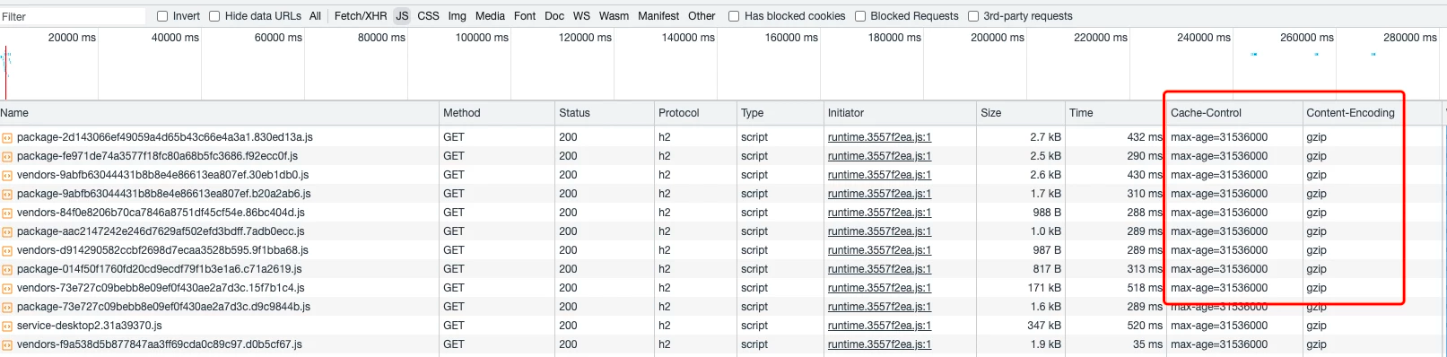 Filter Invert Hide data URLs All Fetch/XHR JS CSS Img Media Font Doc WS Wasm Manifest Other Has blocked cookies Blocked Requests 3rd-party requests
20000 ms 40000 ms 60000 ms 80000 ms 100000 ms 120000 ms 140000 ms 160000 ms 180000 ms 200000 ms 220000 ms 240000 ms 260000 ms 280000 ms
Name Method Status Protocol Type Initiator Size Time Cache-Control Content-Encoding
package-2d143066ef49059a4d65b43c66e4a3a1.830ed13a.js GET 200 h2 script runtime.3557f2ea.js:1 2.7 kB 432 ms max-age=31536000 gzip
package-fe971de74a3577f18fc80a68b5fc3686.f92ecc0f.js GET 200 h2 script runtime.3557f2ea.js:1 2.5 kB 290 ms max-age=31536000 gzip
vendors-9abfb63044431b8b8e4e86613ea807ef.30eb1db0.js GET 200 h2 script runtime.3557f2ea.js:1 2.6 kB 430 ms max-age=31536000 gzip
package-9abfb63044431b8b8e4e86613ea807ef.b20a2ab6.js GET 200 h2 script runtime.3557f2ea.js:1 1.7 kB 310 ms max-age=31536000 gzip
vendors-84f0e8206b70ca7846a8751df45cf54e.86bc404d.js GET 200 h2 script runtime.3557f2ea.js:1 988 B 288 ms max-age=31536000 gzip
package-aac2147242e246d7629af502efd3bdff.7adb0ecc.js GET 200 h2 script runtime.3557f2ea.js:1 1.0 kB 289 ms max-age=31536000 gzip
vendors-d914290582ccbf2698d7ecaa3528b595.9f1bba68.js GET 200 h2 script runtime.3557f2ea.js:1 987 B 289 ms max-age=31536000 gzip
package-014f50f1760fd20cd9ecdf79f1b3e1a6.c71a2619.js GET 200 h2 script runtime.3557f2ea.js:1 817 B 313 ms max-age=31536000 gzip
vendors-73e727c09bebb8e09ef0f430ae2a7d3c.15f7b1c4.js GET 200 h2 script runtime.3557f2ea.js:1 171 kB 518 ms max-age=31536000 gzip
package-73e727c09bebb8e09ef0f430ae2a7d3c.d9c9844b.js GET 200 h2 script runtime.3557f2ea.js:1 1.6 kB 289 ms max-age=31536000 gzip
service-desktop2.31a39370.js GET 200 h2 script runtime.3557f2ea.js:1 347 kB 520 ms max-age=31536000 gzip
vendors-f9a538d5b877847aa3ff69cda0c89c97.d0b5cf67.js GET 200 h2 script runtime.3557f2ea.js:1 1.9 kB 35 ms max-age=31536000 gzip